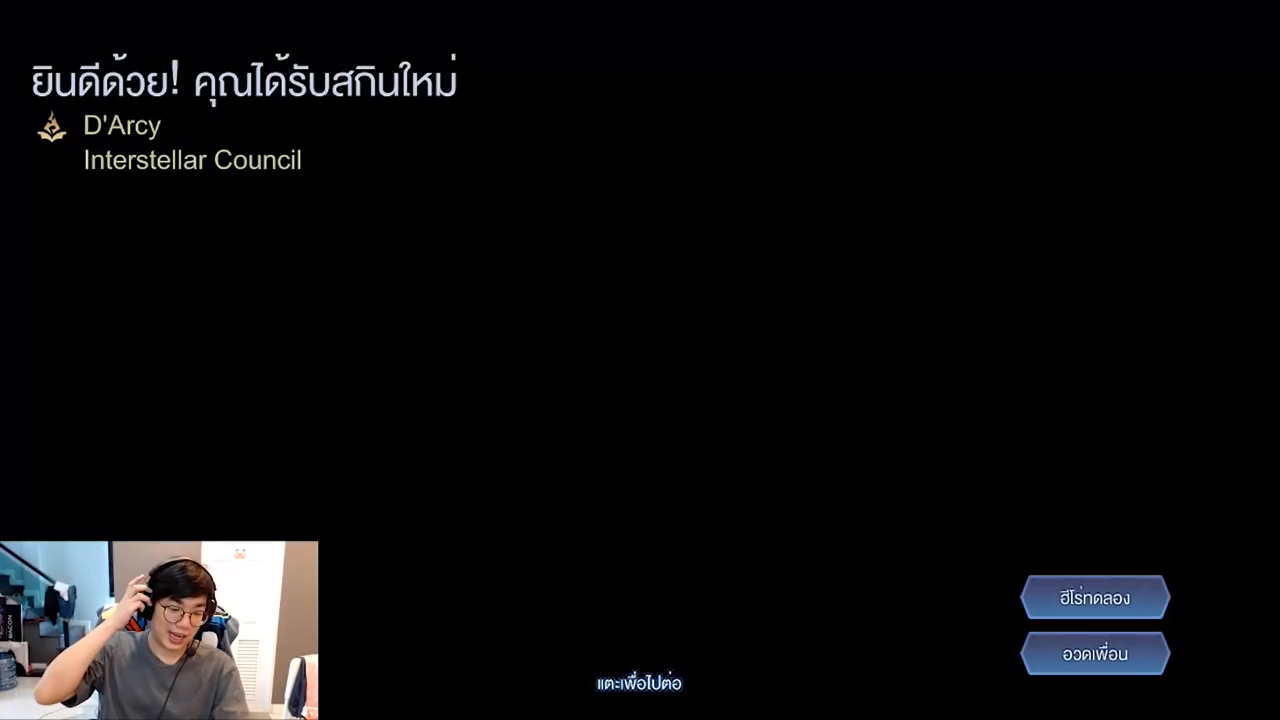 ยินดีด้วย! คุณได้รับสกินใหม่
D'Arcy
Interstellar Council
ฮีโร่ทดลอง
อวดเพื่อน
แตะเพื่อไปต่อ
BACON